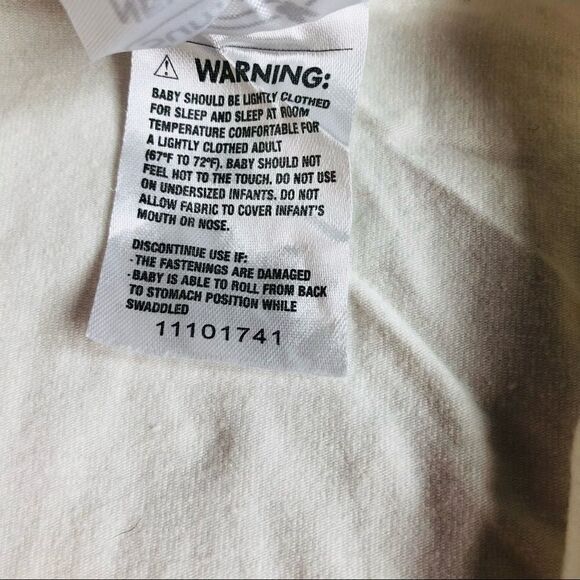 WARNING:
BABY SHOULD BE LIGHTLY CLOTHED
FOR SLEEP AND SLEEP AT ROOM
TEMPERATURE COMFORTABLE FOR
A LIGHTLY CLOTHED ADULT
(67°F TO 72°F). BABY SHOULD NOT
FEEL HOT TO THE TOUCH. DO NOT USE
ON UNDERSIZED INFANTS. DO NOT
ALLOW FABRIC TO COVER INFANT'S
MOUTH OR NOSE.
DISCONTINUE USE IF:
- THE FASTENINGS ARE DAMAGED
- BABY IS ABLE TO ROLL FROM BACK
TO STOMACH POSITION WHILE
SWADDLED
11101741